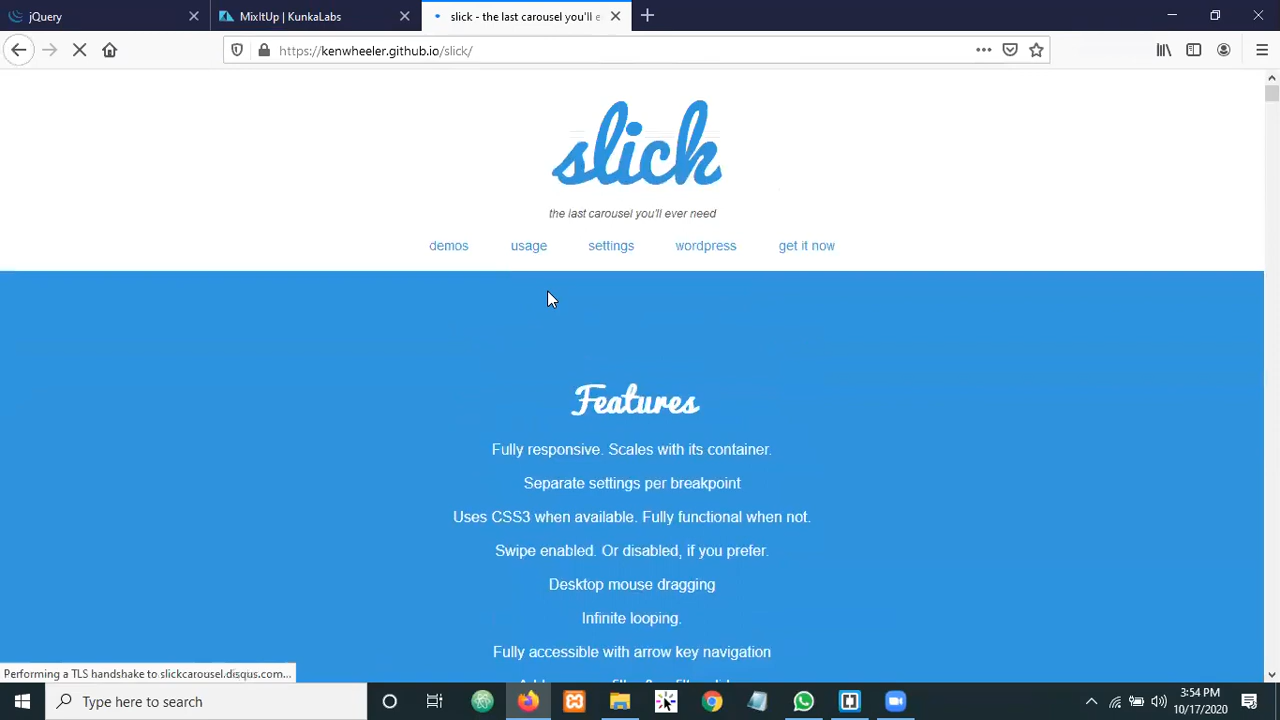 jQuery
MixItUp | KunkaLabs
slick - the last carousel you'll e
https://kenwheeler.github.io/slick/
slick
the last carousel you'll ever need
demos usage settings wordpress get it now
Features
Fully responsive. Scales with its container.
Separate settings per breakpoint
Uses CSS3 when available. Fully functional when not.
Swipe enabled. Or disabled, if you prefer.
Desktop mouse dragging
Infinite looping.
Fully accessible with arrow key navigation
Performing a TLS handshake to slickcarousel.disqus.com...
Type here to search
3:54 PM
10/17/2020